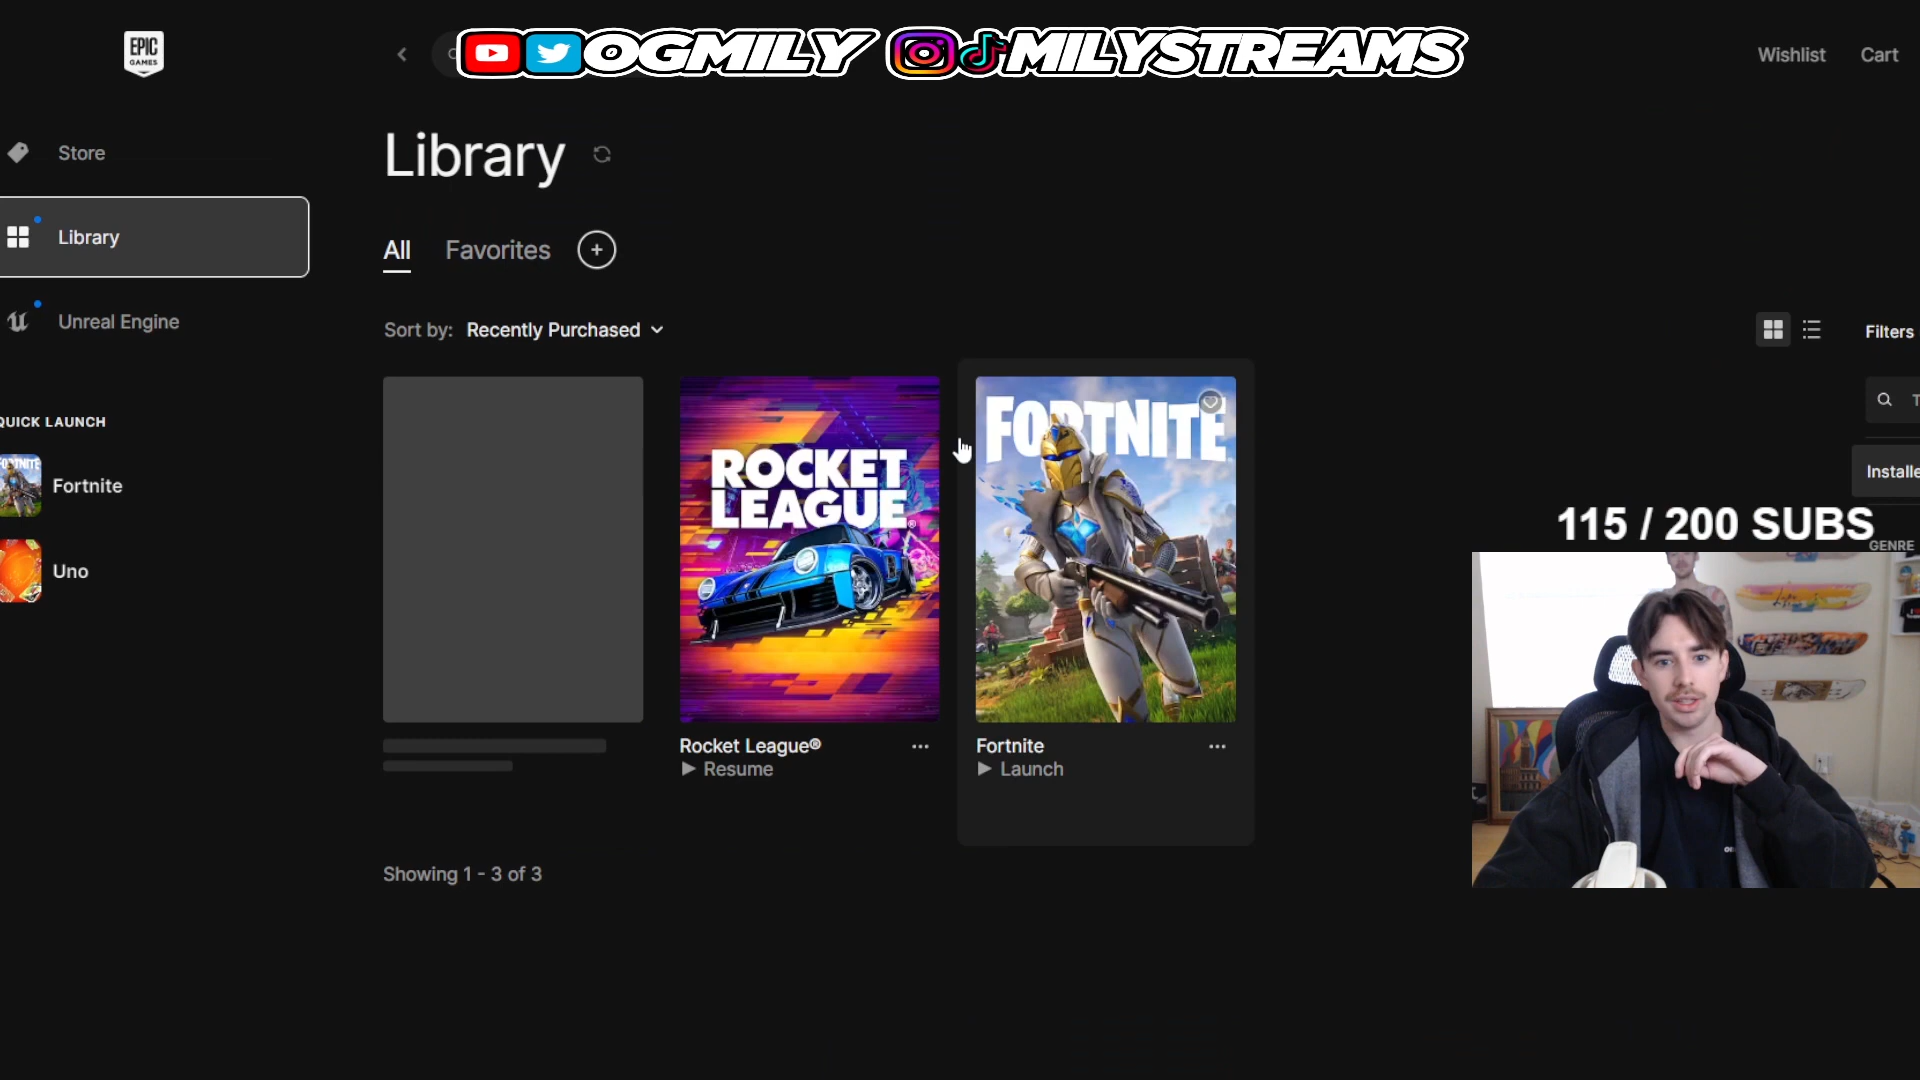 EPIC
GAMES
OGMILY MILYSTREAMS
Wishlist
Cart
Store
Library
Unreal Engine
QUICK LAUNCH
Fortnite
Uno
Library
All
Favorites
Sort by: Recently Purchased
Filters
Installe
GENRE
ROCKET
LEAGUE®
FORTNITE
Rocket League®
Resume
Fortnite
Launch
Showing 1 - 3 of 3
115 / 200 SUBS